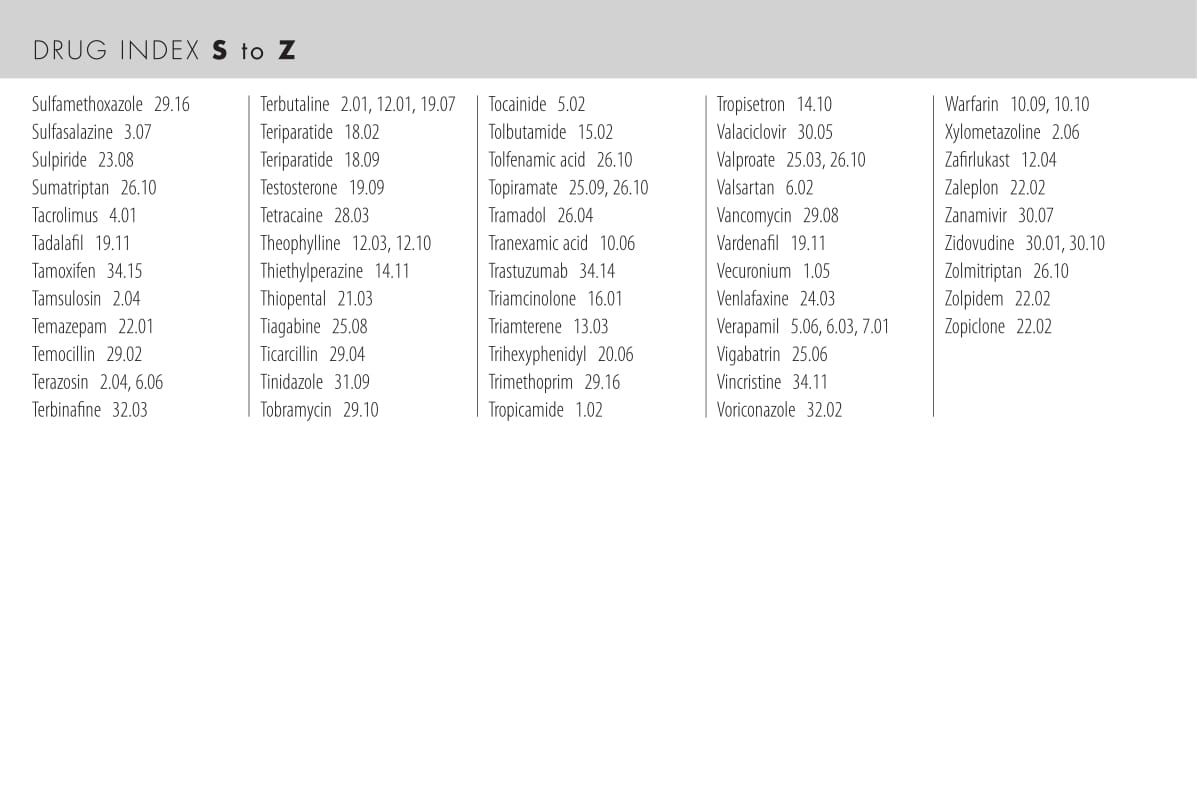 DRUG INDEX S to Z
Sulfamethoxazole 29.16
Sulfasalazine 3.07
Sulpiride 23.08
Sumatriptan 26.10
Tacrolimus 4.01
Tadalafil 19.11
Tamoxifen 34.15
Tamsulosin 2.04
Temazepam 22.01
Temocillin 29.02
Terazosin 2.04, 6.06
Terbinafine 32.03
Terbutaline 2.01, 12.01, 19.07
Teriparatide 18.02
Teriparatide 18.09
Testosterone 19.09
Tetracaine 28.03
Theophylline 12.03, 12.10
Thiethylperazine 14.11
Thiopental 21.03
Tiagabine 25.08
Ticarcillin 29.04
Tinidazole 31.09
Tobramycin 29.10
Tocainide 5.02
Tolbutamide 15.02
Tolfenamic acid 26.10
Topiramate 25.09, 26.10
Tramadol 26.04
Tranexamic acid 10.06
Trastuzumab 34.14
Triamcinolone 16.01
Triamterene 13.03
Trihexyphenidyl 20.06
Trimethoprim 29.16
Tropicamide 1.02
Tropisetron 14.10
Valaciclovir 30.05
Valproate 25.03, 26.10
Valsartan 6.02
Vancomycin 29.08
Vardenafil 19.11
Vecuronium 1.05
Venlafaxine 24.03
Verapamil 5.06, 6.03, 7.01
Vigabatrin 25.06
Vincristine 34.11
Voriconazole 32.02
Warfarin 10.09, 10.10
Xylometazoline 2.06
Zafirlukast 12.04
Zaleplon 22.02
Zanamivir 30.07
Zidovudine 30.01, 30.10
Zolmitriptan 26.10
Zolpidem 22.02
Zopiclone 22.02